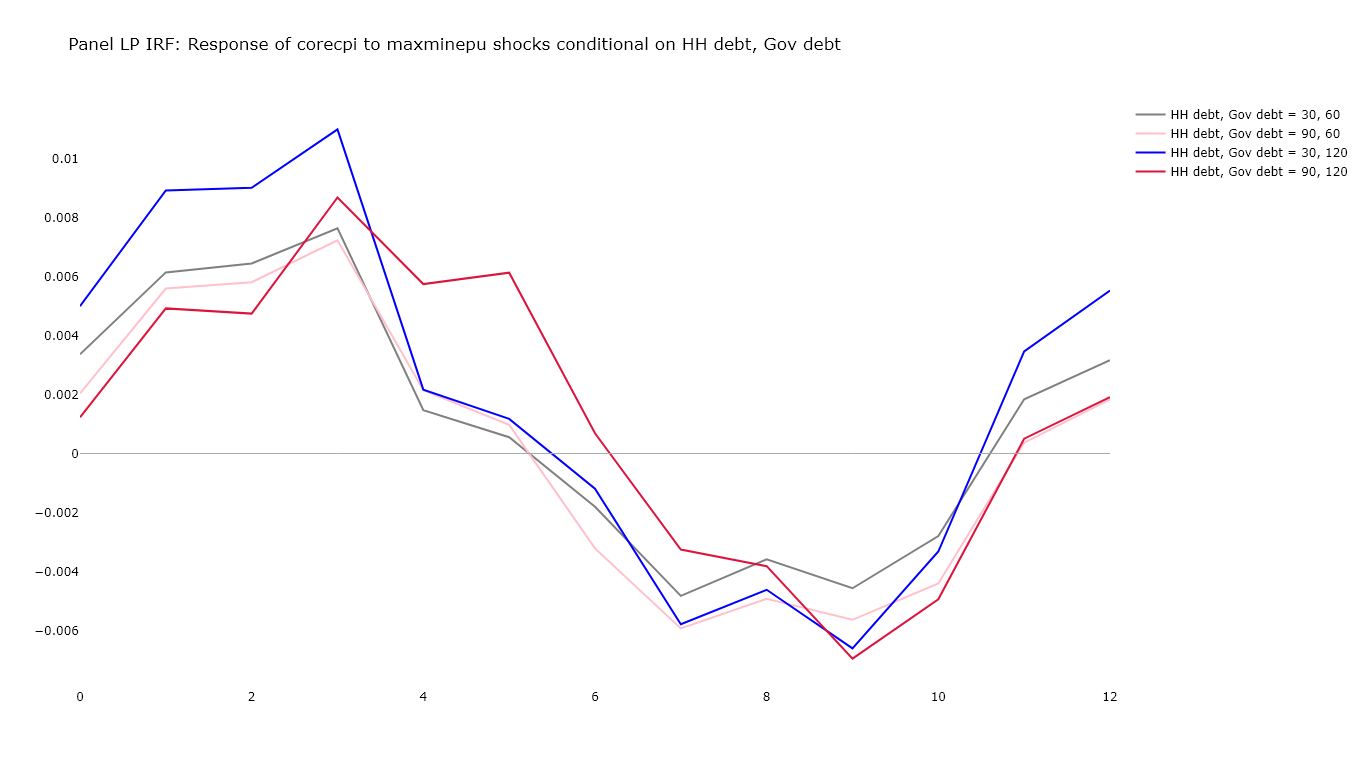 Panel LP IRF: Response of corecpi to maxminepu shocks conditional on HH debt, Gov debt
HH debt, Gov debt = 30, 60
HH debt, Gov debt = 90, 60
HH debt, Gov debt = 30, 120
HH debt, Gov debt = 90, 120
0.01
0.008
0.006
0.004
0.002
0
−0.002
−0.004
−0.006
0 2 4 6 8 10 12